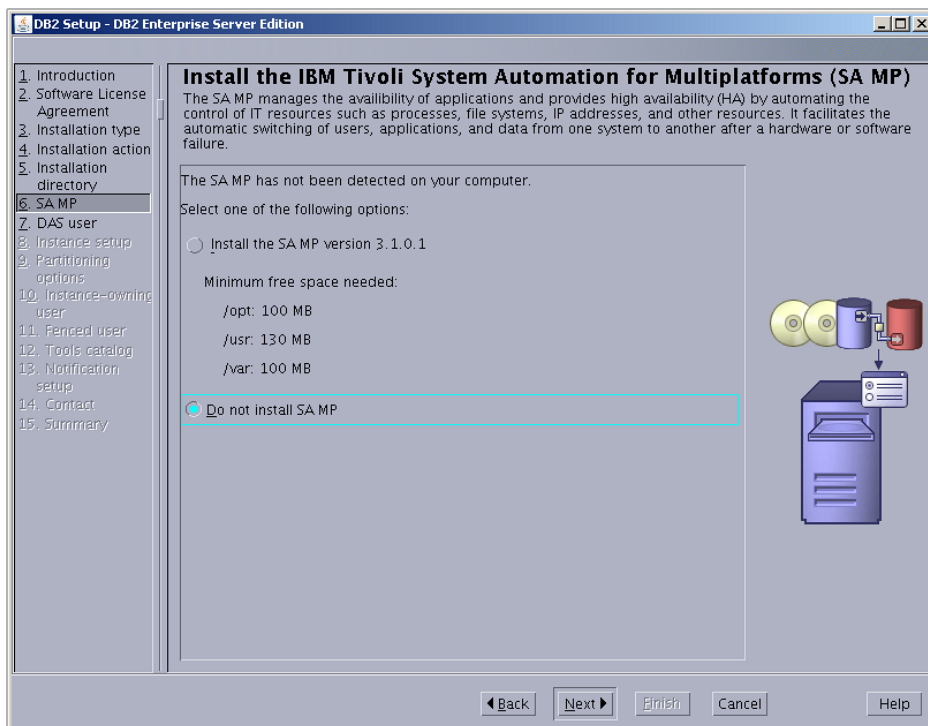 DB2 Setup - DB2 Enterprise Server Edition
1. Introduction
2. Software License
Agreement
3. Installation type
4. Installation action
5. Installation
directory
6. SA MP
7. DAS user
8. Instance setup
9. Partitioning
options
10. Instance-owning
user
11. Fenced user
12. Tools catalog
13. Notification
setup
14. Contact
15. Summary
Install the IBM Tivoli System Automation for Multiplatforms (SA MP)
The SA MP manages the availibility of applications and provides high availability (HA) by automating the
control of IT resources such as processes, file systems, IP addresses, and other resources. It facilitates the
automatic switching of users, applications, and data from one system to another after a hardware or software
failure.
The SA MP has not been detected on your computer.
Select one of the following options:
Install the SA MP version 3.1.0.1
Minimum free space needed:
/opt: 100 MB
/usr: 130 MB
/var: 100 MB
Do not install SA MP
Back Next Finish Cancel Help